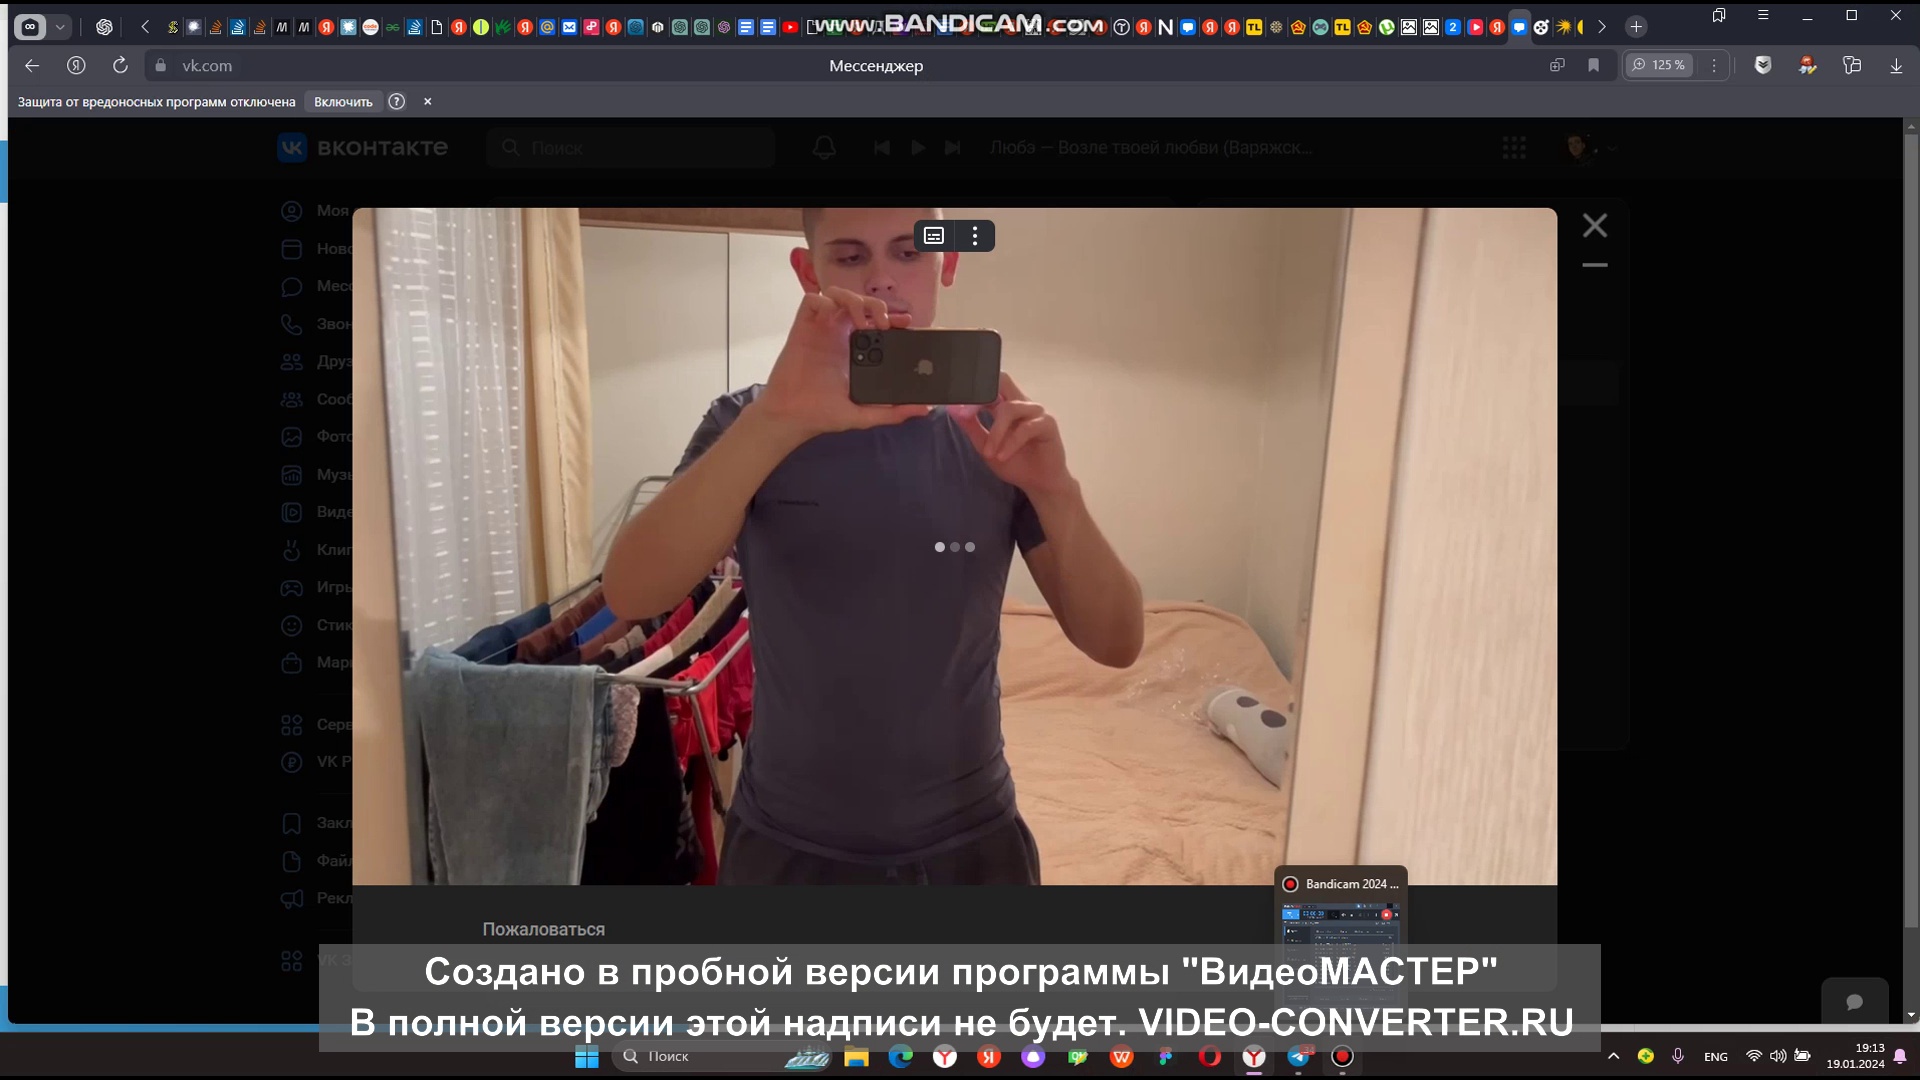 www.BANDICAM.com
vk.com
Мессенджер
125 %
Защита от вредоносных программ отключена
Включить
вконтакте
Поиск
Любэ — Возле твоей любви (Варяжск...
Моя
Ново
Месс
Звон
Друз
Сооб
Фото
Музы
Виде
Клип
Игры
Стик
Марк
Серв
VK P
Закл
Файл
Рекл
VK З
Bandicam 2024 ...
Пожаловаться
Создано в пробной версии программы "ВидеоМАСТЕР"
В полной версии этой надписи не будет. VIDEO-CONVERTER.RU
Поиск
ENG
19:13
19.01.2024